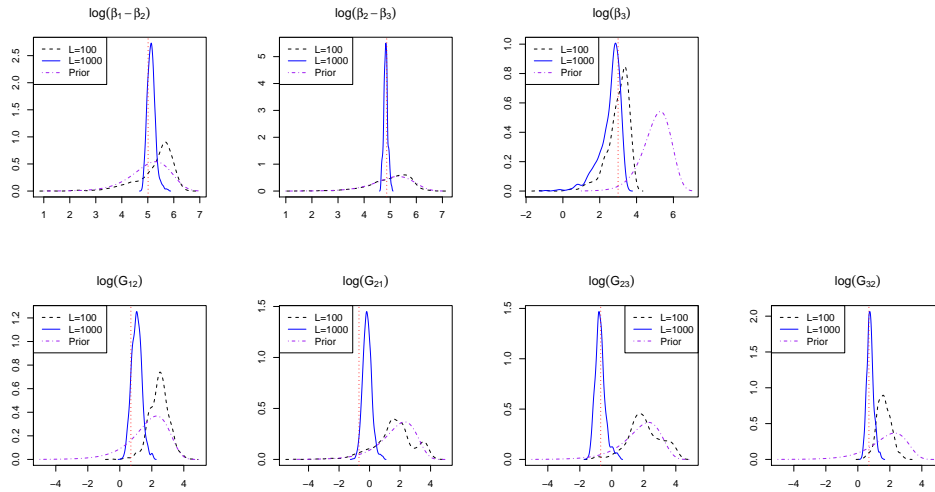 log(β₁−β₂)
L=100
L=1000
Prior
0.0 0.5 1.0 1.5 2.0 2.5
1 2 3 4 5 6 7
log(β₂−β₃)
L=100
L=1000
Prior
0 1 2 3 4 5
1 2 3 4 5 6 7
log(β₃)
L=100
L=1000
Prior
0.0 0.2 0.4 0.6 0.8 1.0
−2 0 2 4 6
log(G₁₂)
L=100
L=1000
Prior
0.0 0.2 0.4 0.6 0.8 1.0 1.2
−4 −2 0 2 4
log(G₂₁)
L=100
L=1000
Prior
0.0 0.5 1.0 1.5
−4 −2 0 2 4
log(G₂₃)
L=100
L=1000
Prior
0.0 0.5 1.0 1.5
−4 −2 0 2 4
log(G₃₂)
L=100
L=1000
Prior
0.0 0.5 1.0 1.5 2.0
−4 −2 0 2 4